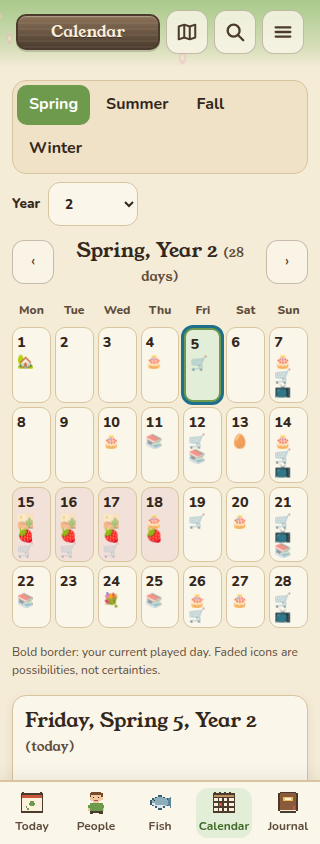 Calendar
Spring Summer Fall
Winter
Year 2
‹ Spring, Year 2 (28 days) ›
Mon Tue Wed Thu Fri Sat Sun
1 2 3 4 5 6 7
8 9 10 11 12 13 14
15 16 17 18 19 20 21
22 23 24 25 26 27 28
Bold border: your current played day. Faded icons are
possibilities, not certainties.
Friday, Spring 5, Year 2
(today)
Today People Fish Calendar Journal